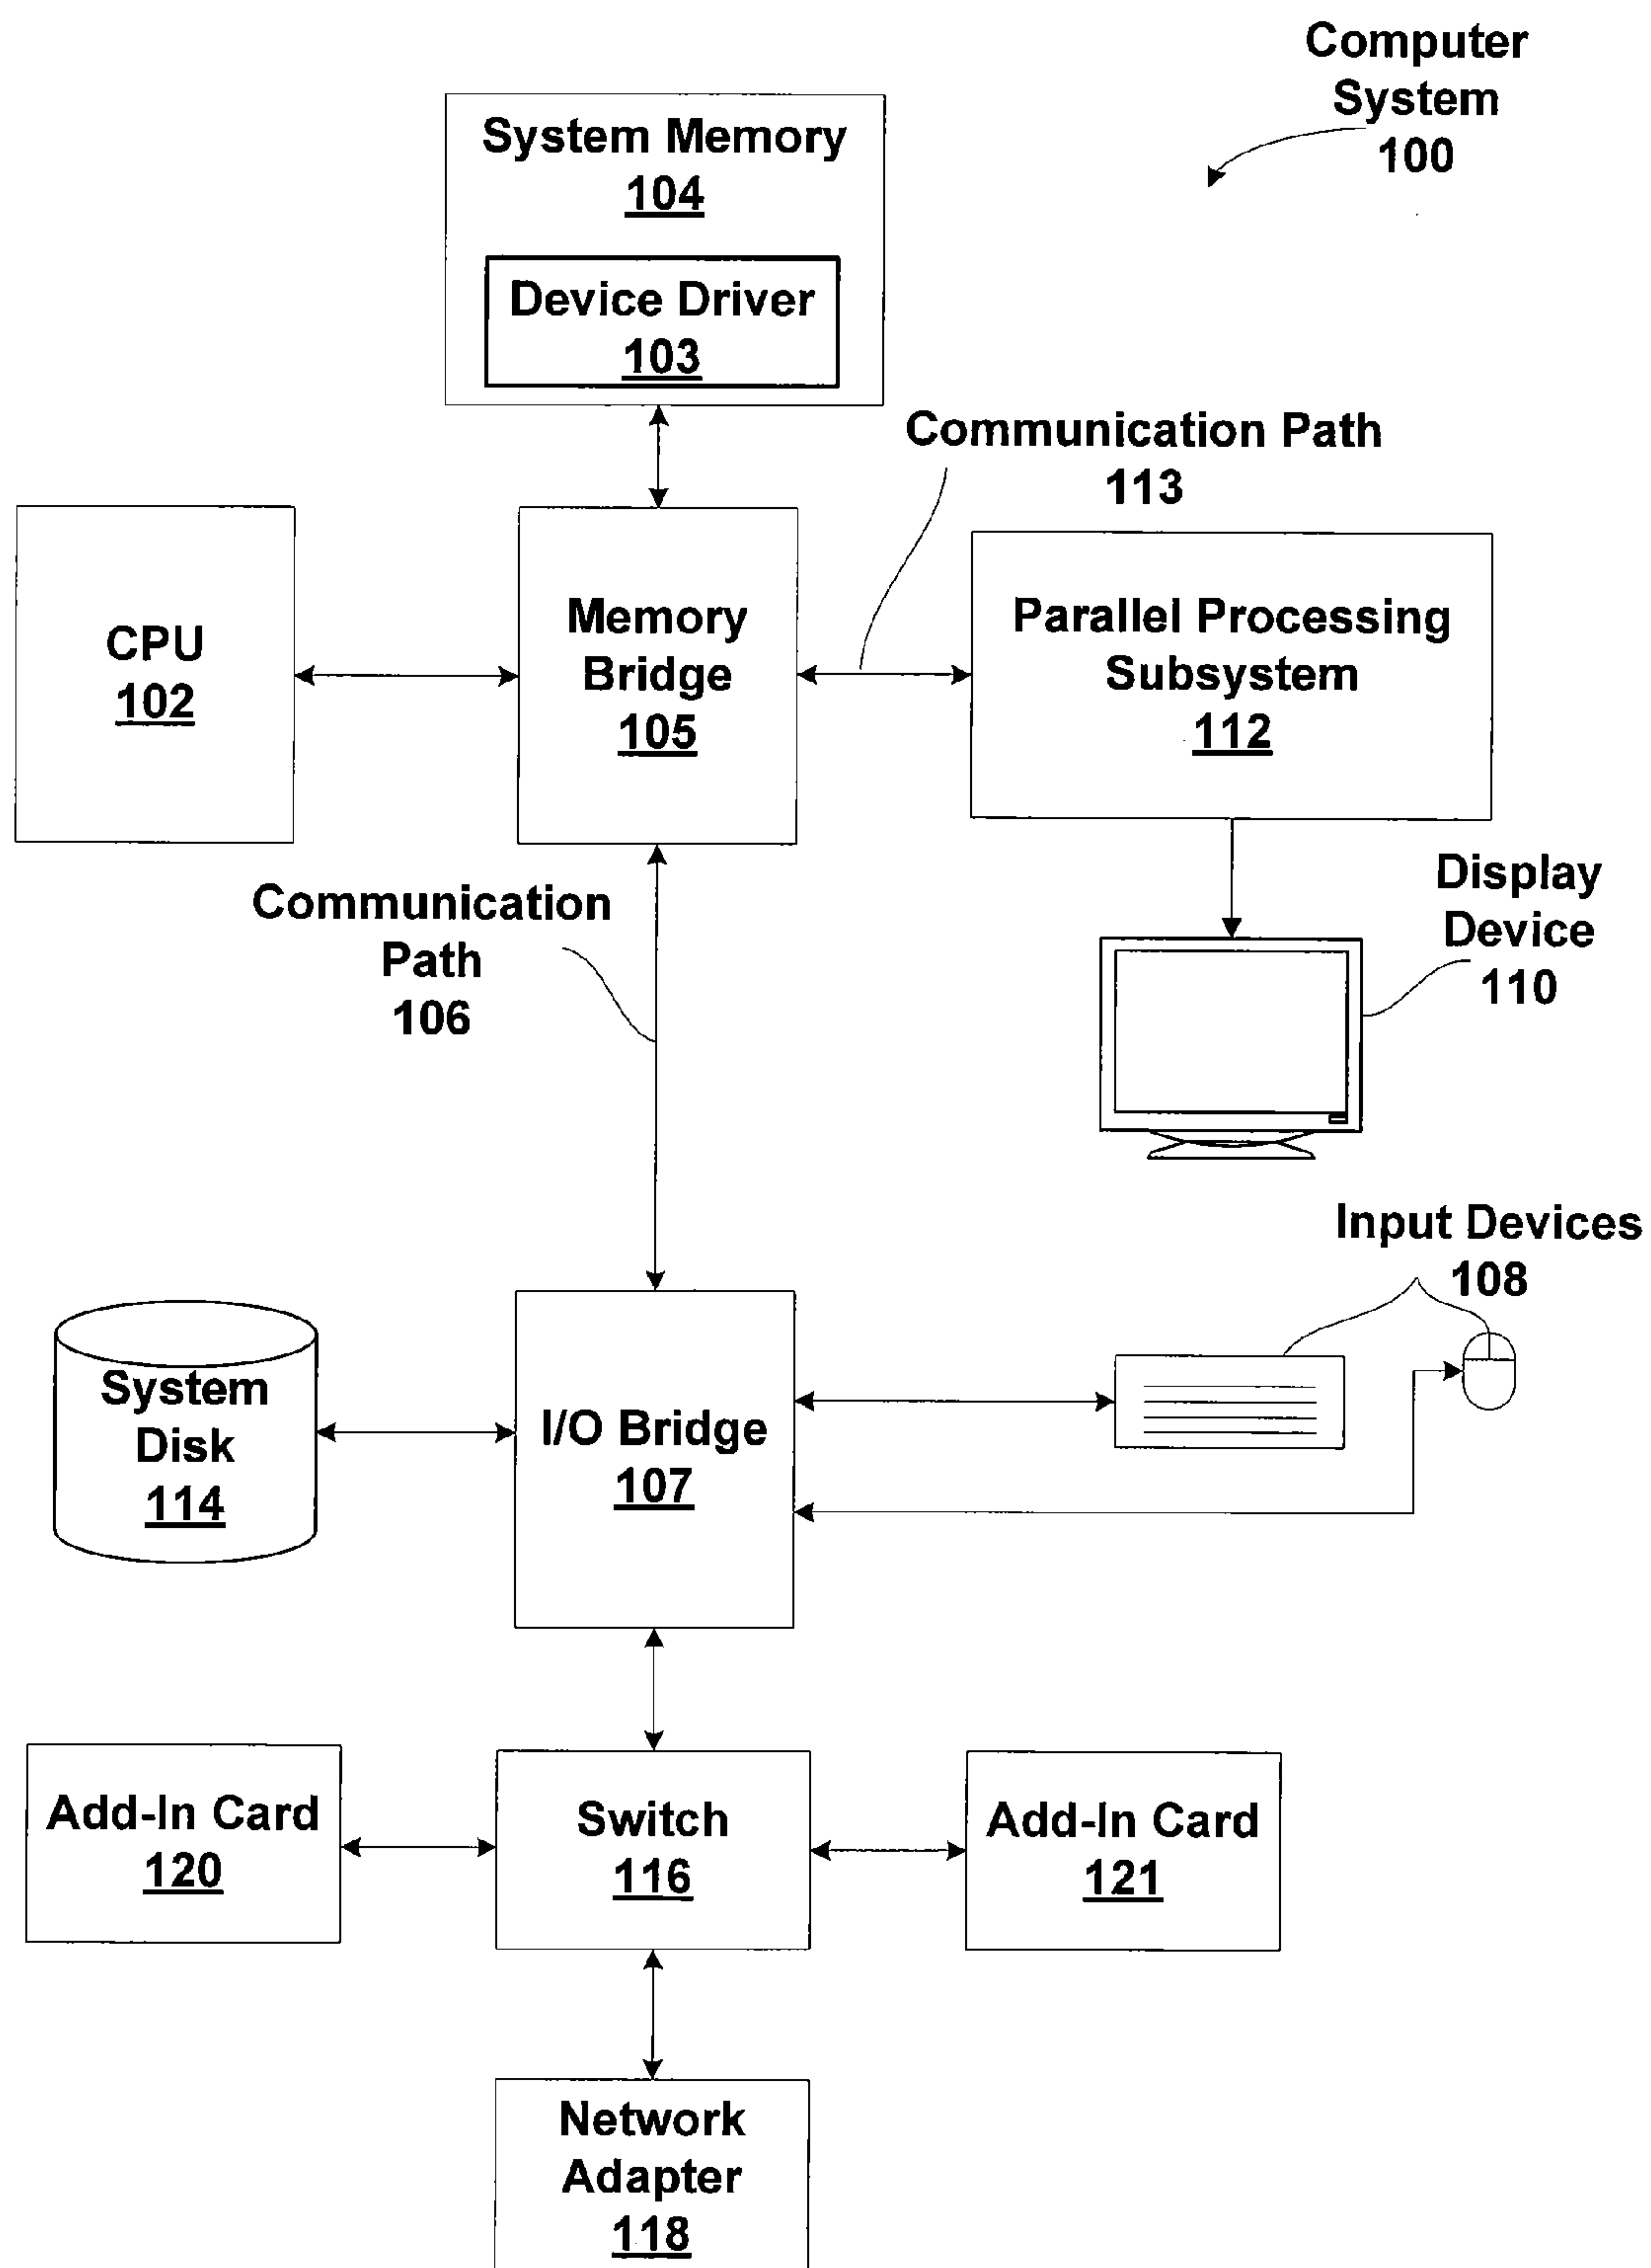 Computer
System
100
System Memory
104
Device Driver
103
Communication Path
113
CPU
102
Memory
Bridge
105
Parallel Processing
Subsystem
112
Communication
Path
106
Display
Device
110
Input Devices
108
System
Disk
114
I/O Bridge
107
Add-In Card
120
Switch
116
Add-In Card
121
Network
Adapter
118